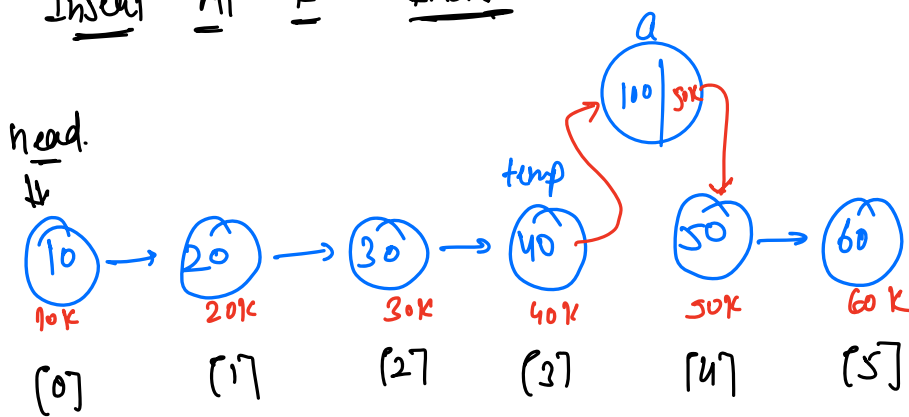 Insert At
a
100 50K
head.
temp
10 20 30 40 50 60
10K 20K 30K 40K 50K 60K
[0] [1] [2] [3] [4] [5]